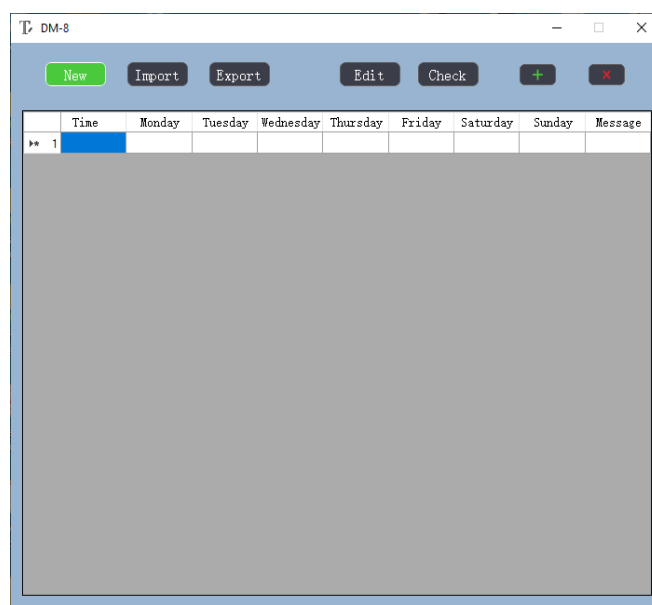 DM-8
New Import Export Edit Check + ×
Time Monday Tuesday Wednesday Thursday Friday Saturday Sunday Message
1